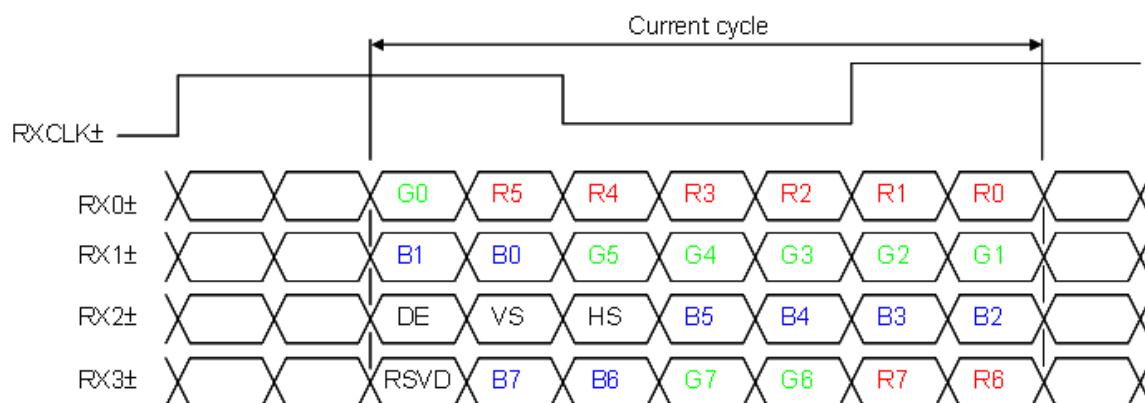 Current cycle
RXCLK±
RX0± G0 R5 R4 R3 R2 R1 R0
RX1± B1 B0 G5 G4 G3 G2 G1
RX2± DE VS HS B5 B4 B3 B2
RX3± RSVD B7 B6 G7 G6 R7 R6